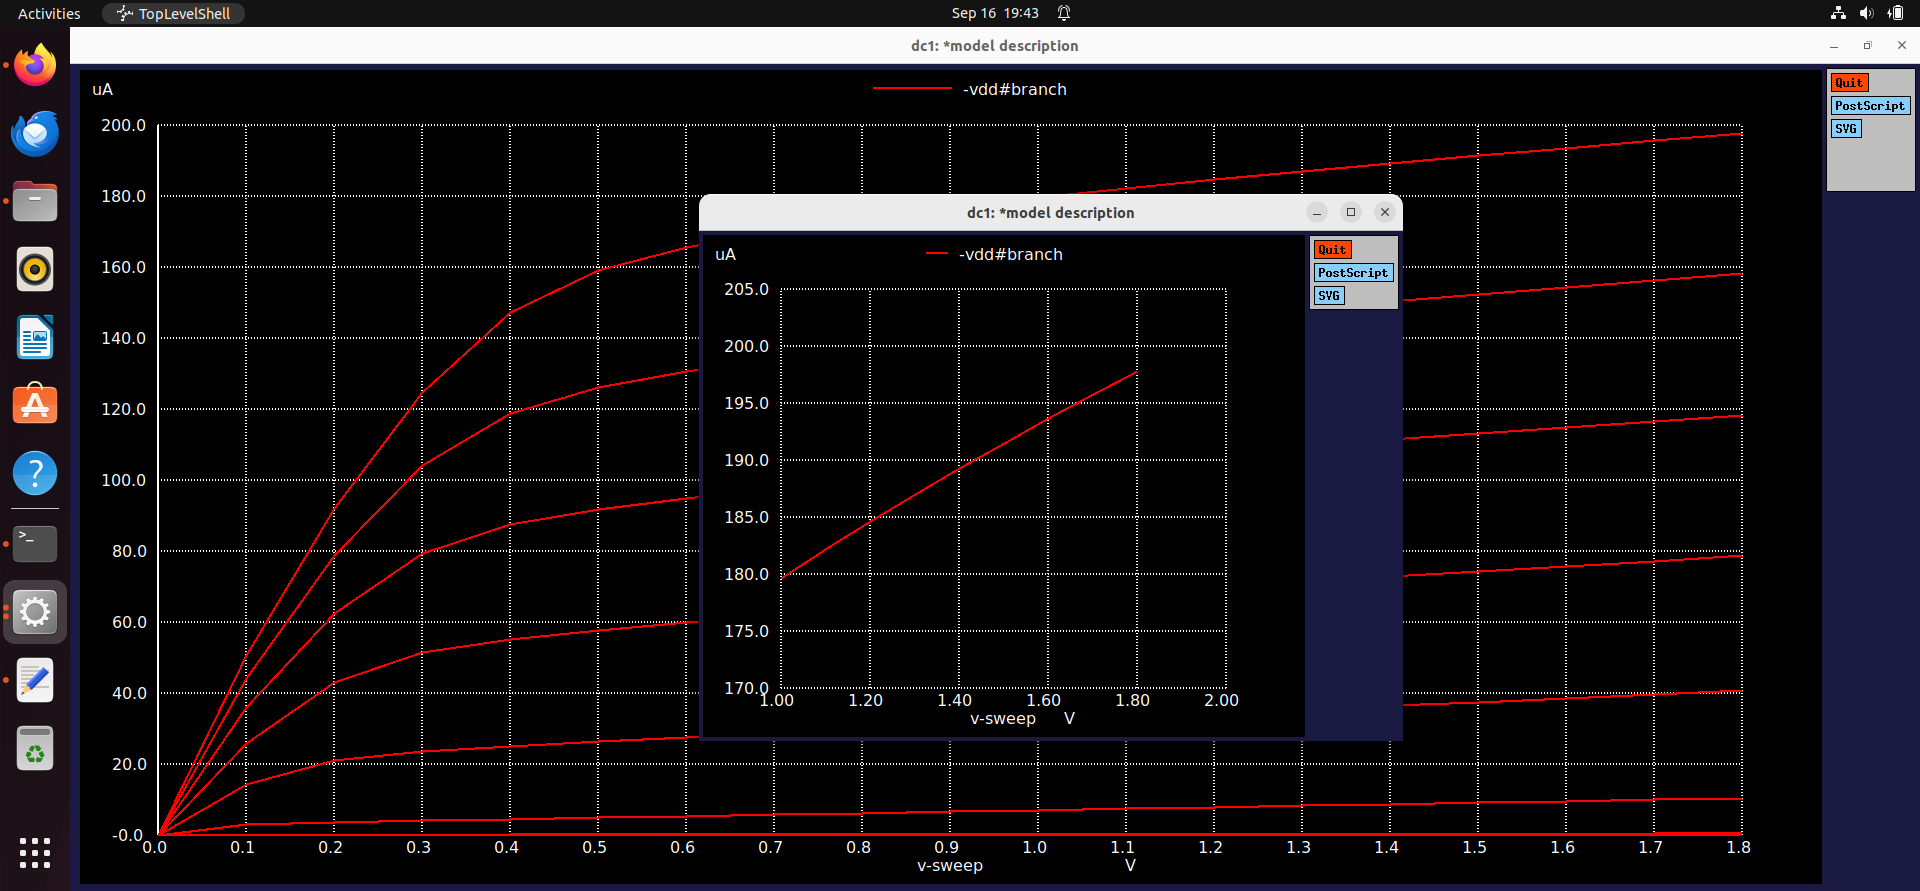 Activities
TopLevelShell
Sep 16 19:43
dc1: *model description
uA
-vdd#branch
Quit
PostScript
SVG
200.0
180.0
160.0
140.0
120.0
100.0
80.0
60.0
40.0
20.0
-0.0
0.0 0.1 0.2 0.3 0.4 0.5 0.6 0.7 0.8 0.9 1.0 1.1 1.2 1.3 1.4 1.5 1.6 1.7 1.8
v-sweep V
dc1: *model description
uA
-vdd#branch
Quit
PostScript
SVG
205.0
200.0
195.0
190.0
185.0
180.0
175.0
170.0
1.00 1.20 1.40 1.60 1.80 2.00
v-sweep V